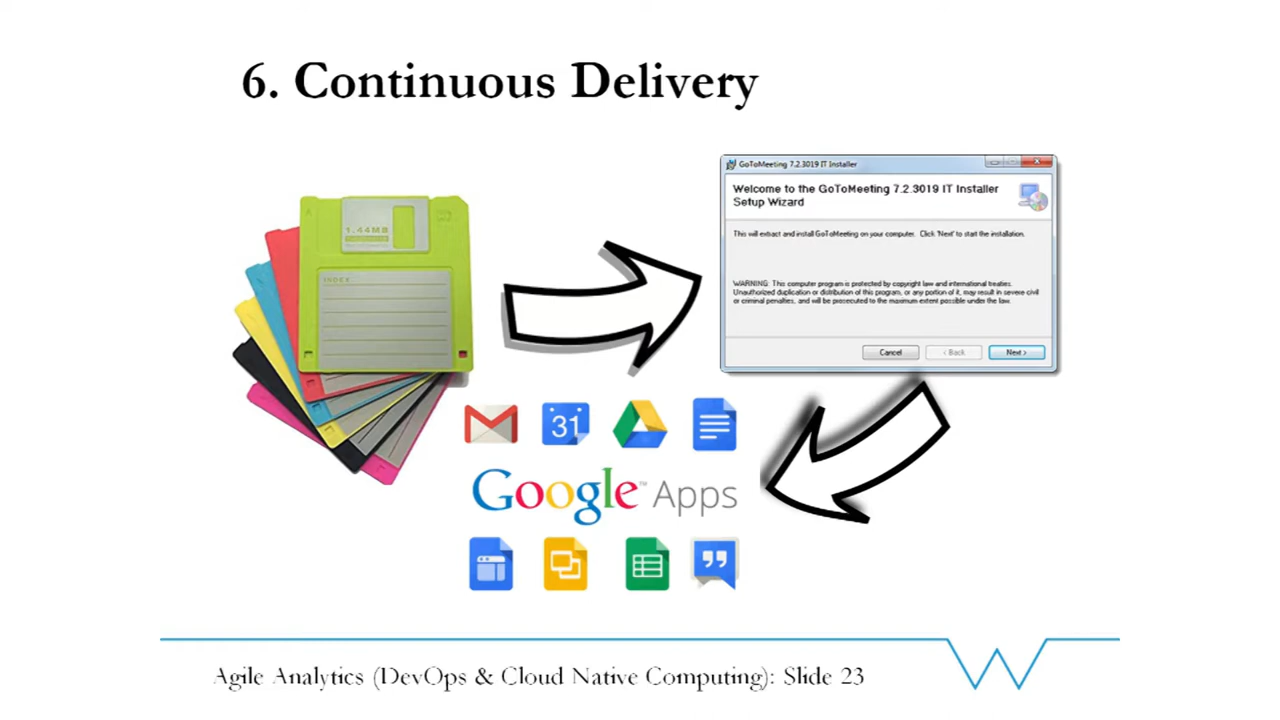 6. Continuous Delivery
1.44MB
INDEX
GoToMeeting 7.2.3019 IT Installer
Welcome to the GoToMeeting 7.2.3019 IT Installer
Setup Wizard
This will extract and install GoToMeeting on your computer. Click 'Next' to start the installation.
WARNING: This computer program is protected by copyright law and international treaties.
Unauthorized duplication or distribution of this program, or any portion of it, may result in severe civil
or criminal penalties, and will be prosecuted to the maximum extent possible under the law.
Cancel
< Back
Next >
31
Google™ Apps
Agile Analytics (DevOps & Cloud Native Computing): Slide 23